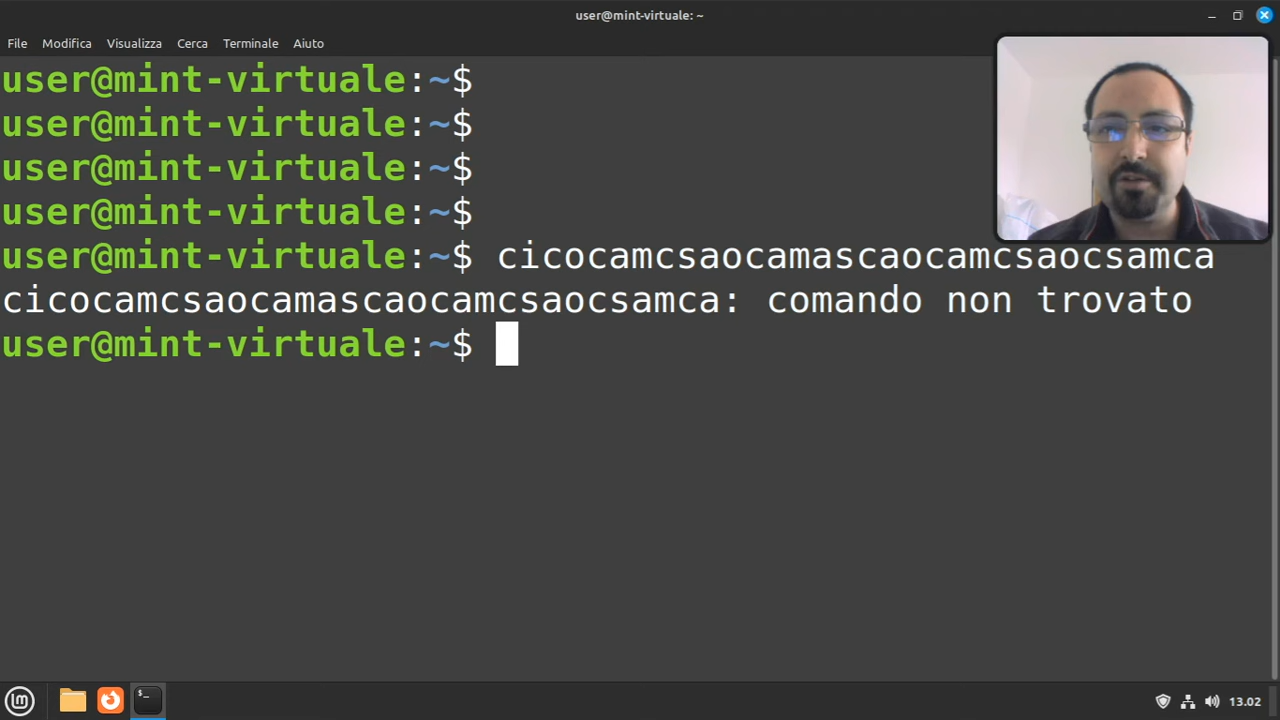 user@mint-virtuale: ~
File Modifica Visualizza Cerca Terminale Aiuto
user@mint-virtuale:~$
user@mint-virtuale:~$
user@mint-virtuale:~$
user@mint-virtuale:~$
user@mint-virtuale:~$ cicocamcsaocamascaocamcsaocsamca
cicocamcsaocamascaocamcsaocsamca: comando non trovato
user@mint-virtuale:~$
13.02